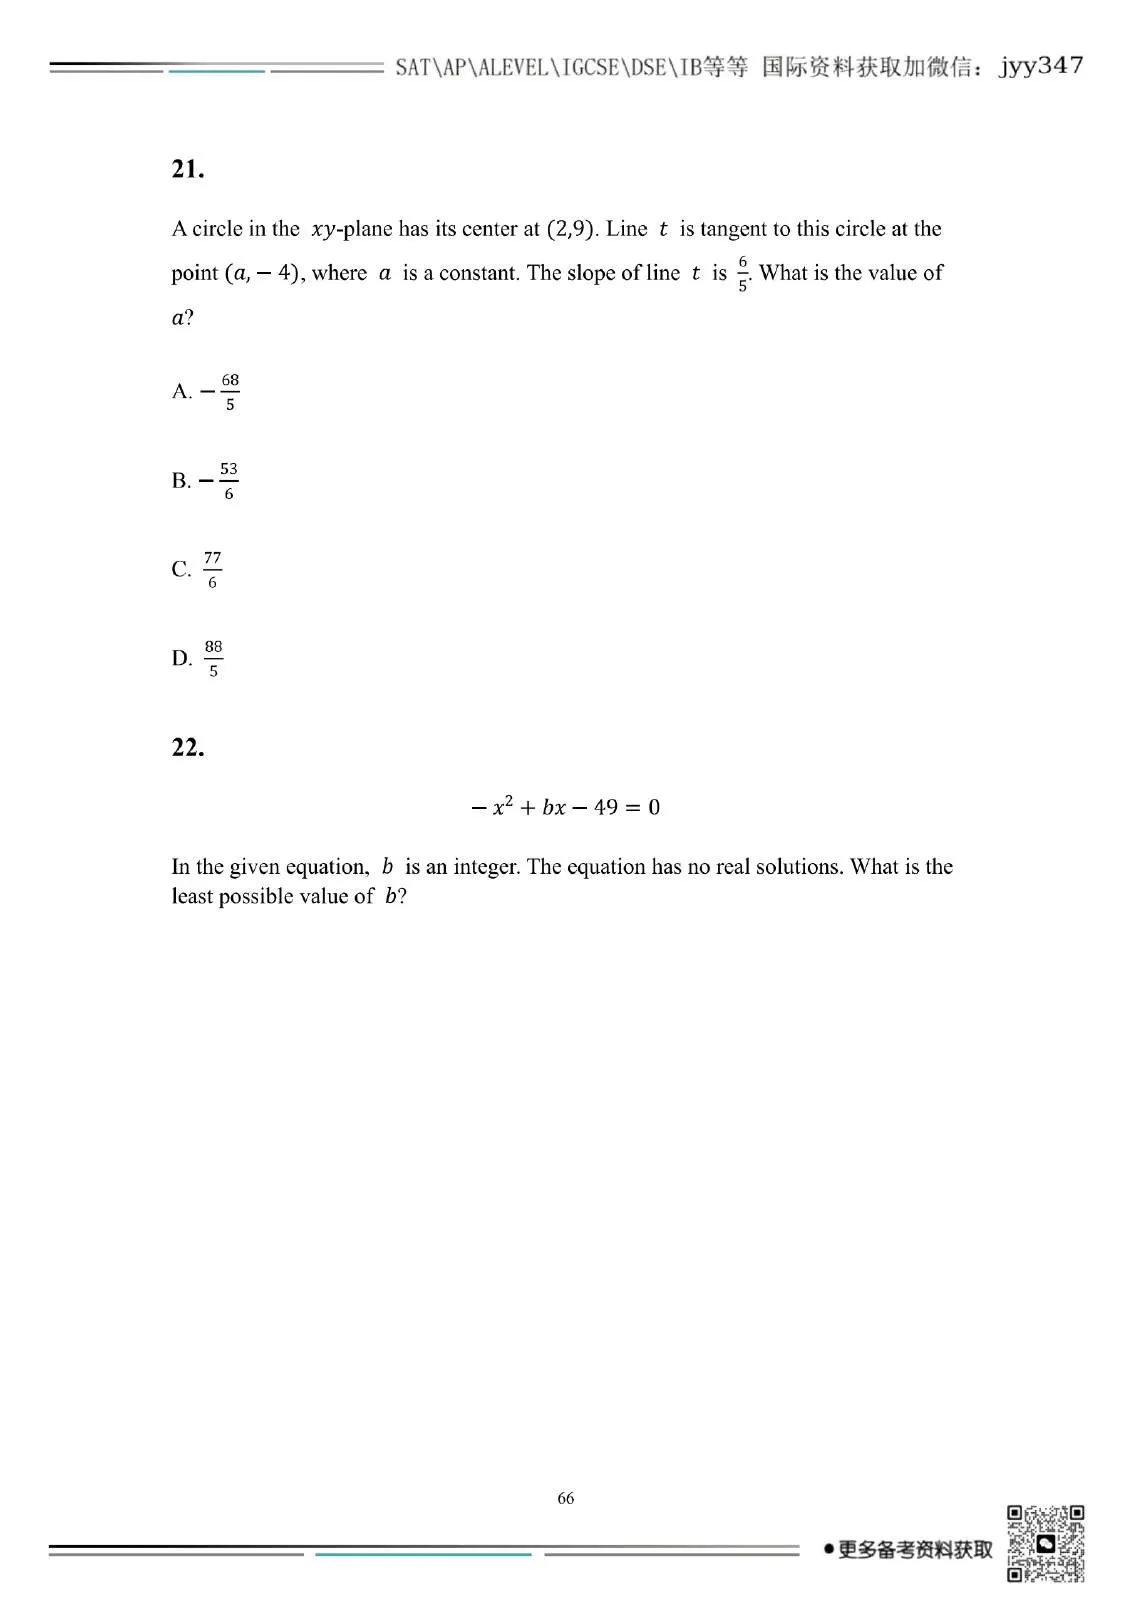 SAT\AP\ALEVEL\IGCSE\DSE\IB等等 国际资料获取加微信：jyy347
21.
A circle in the xy-plane has its center at (2,9). Line t is tangent to this circle at the
point (a, − 4), where a is a constant. The slope of line t is 6/5. What is the value of
a?
A. − 68/5
B. − 53/6
C. 77/6
D. 88/5
22.
− x² + bx − 49 = 0
In the given equation, b is an integer. The equation has no real solutions. What is the
least possible value of b?
66
●更多备考资料获取